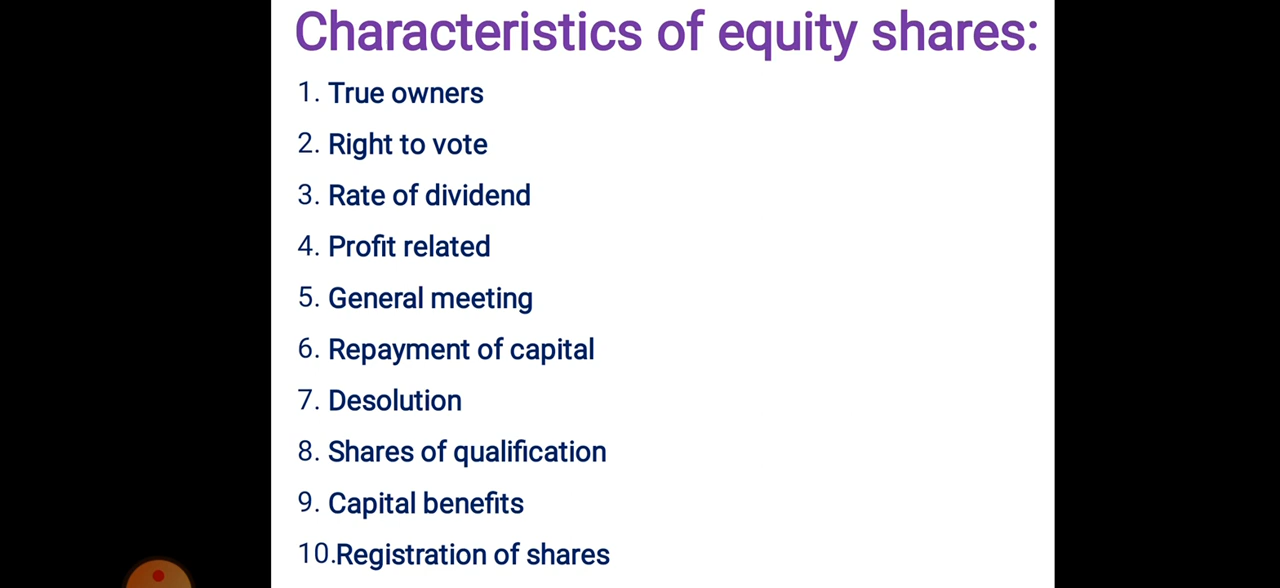 Characteristics of equity shares:
1. True owners
2. Right to vote
3. Rate of dividend
4. Profit related
5. General meeting
6. Repayment of capital
7. Desolution
8. Shares of qualification
9. Capital benefits
10.Registration of shares